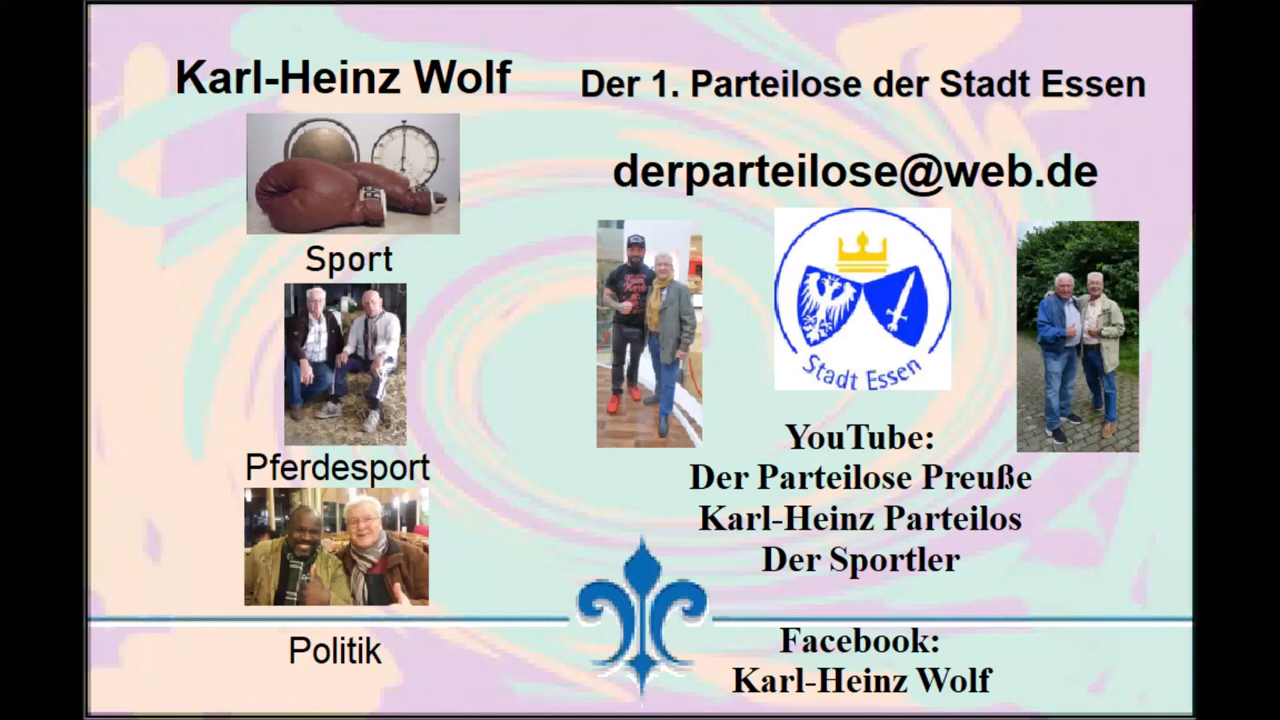 Karl-Heinz Wolf
Der 1. Parteilose der Stadt Essen
derparteilose@web.de
Sport
Pferdesport
Politik
Stadt Essen
YouTube:
Der Parteilose Preuße
Karl-Heinz Parteilos
Der Sportler
Facebook:
Karl-Heinz Wolf